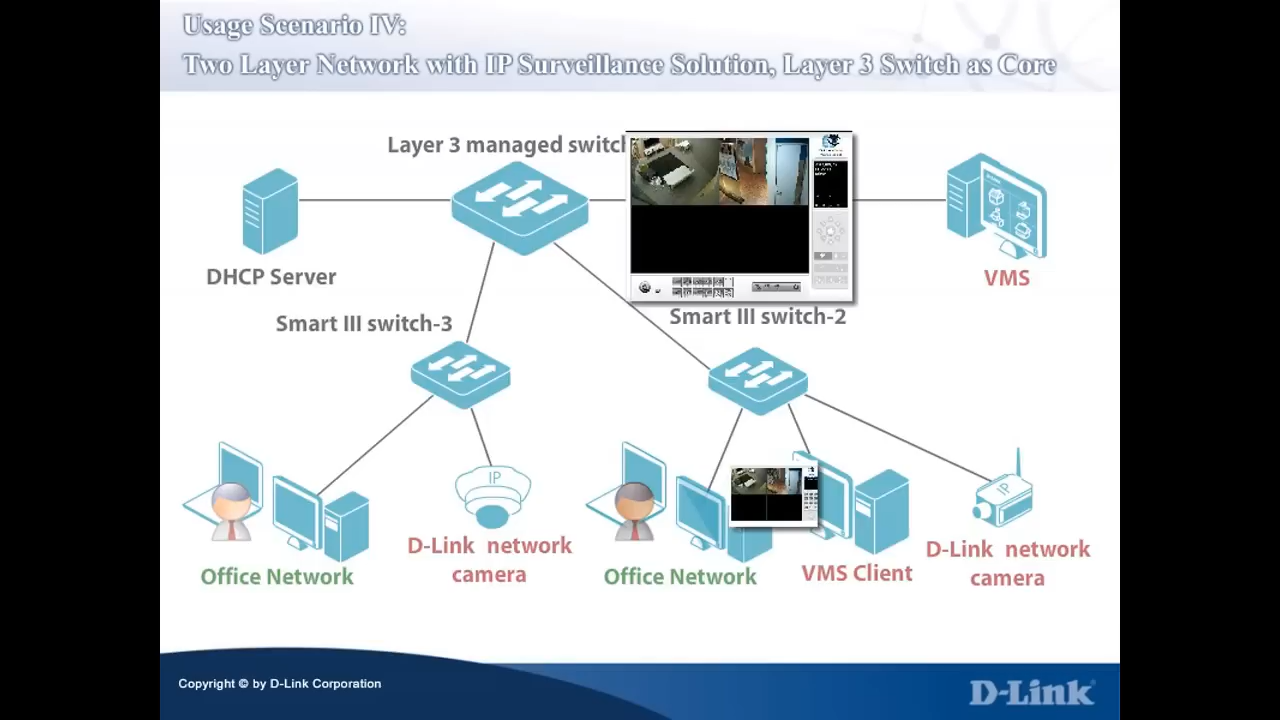 Usage Scenario IV:
Two Layer Network with IP Surveillance Solution, Layer 3 Switch as Core
Layer 3 managed switch
DHCP Server
VMS
Smart III switch-3
Smart III switch-2
IP
IP
Office Network
D-Link network
camera
Office Network
VMS Client
D-Link network
camera
Copyright © by D-Link Corporation
D-Link